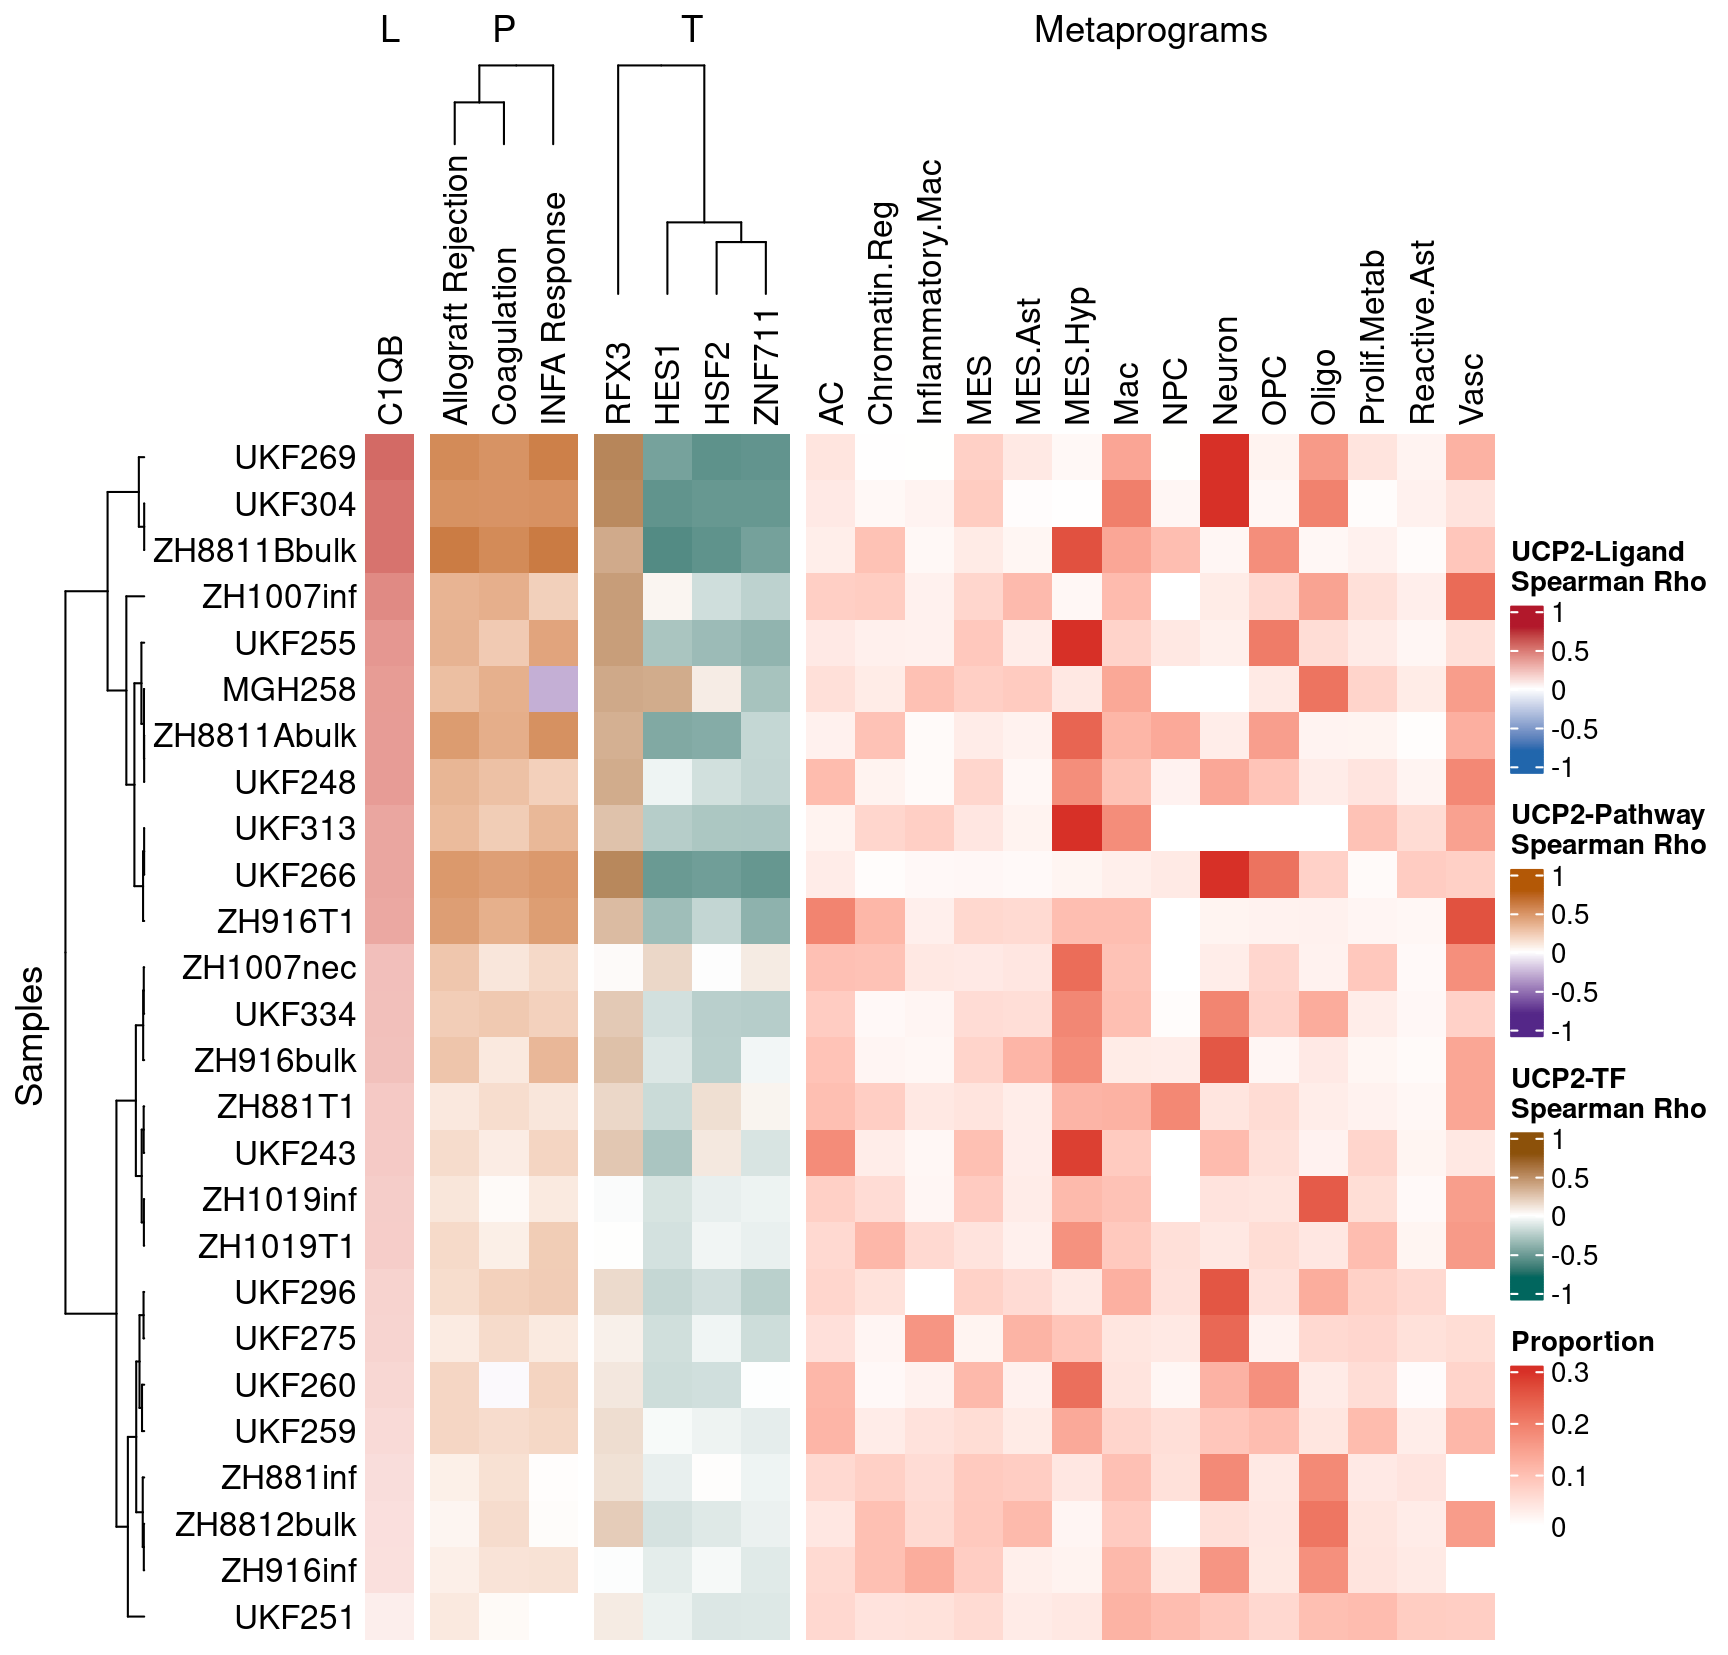 L P T Metaprograms
C1QB
Allograft Rejection
Coagulation
INFA Response
RFX3
HES1
HSF2
ZNF711
AC
Chromatin.Reg
Inflammatory.Mac
MES
MES.Ast
MES.Hyp
Mac
NPC
Neuron
OPC
Oligo
Prolif.Metab
Reactive.Ast
Vasc
Samples
UKF269
UKF304
ZH8811Bbulk
ZH1007inf
UKF255
MGH258
ZH8811Abulk
UKF248
UKF313
UKF266
ZH916T1
ZH1007nec
UKF334
ZH916bulk
ZH881T1
UKF243
ZH1019inf
ZH1019T1
UKF296
UKF275
UKF260
UKF259
ZH881inf
ZH8812bulk
ZH916inf
UKF251
UCP2-Ligand
Spearman Rho
1
0.5
0
-0.5
-1
UCP2-Pathway
Spearman Rho
1
0.5
0
-0.5
-1
UCP2-TF
Spearman Rho
1
0.5
0
-0.5
-1
Proportion
0.3
0.2
0.1
0